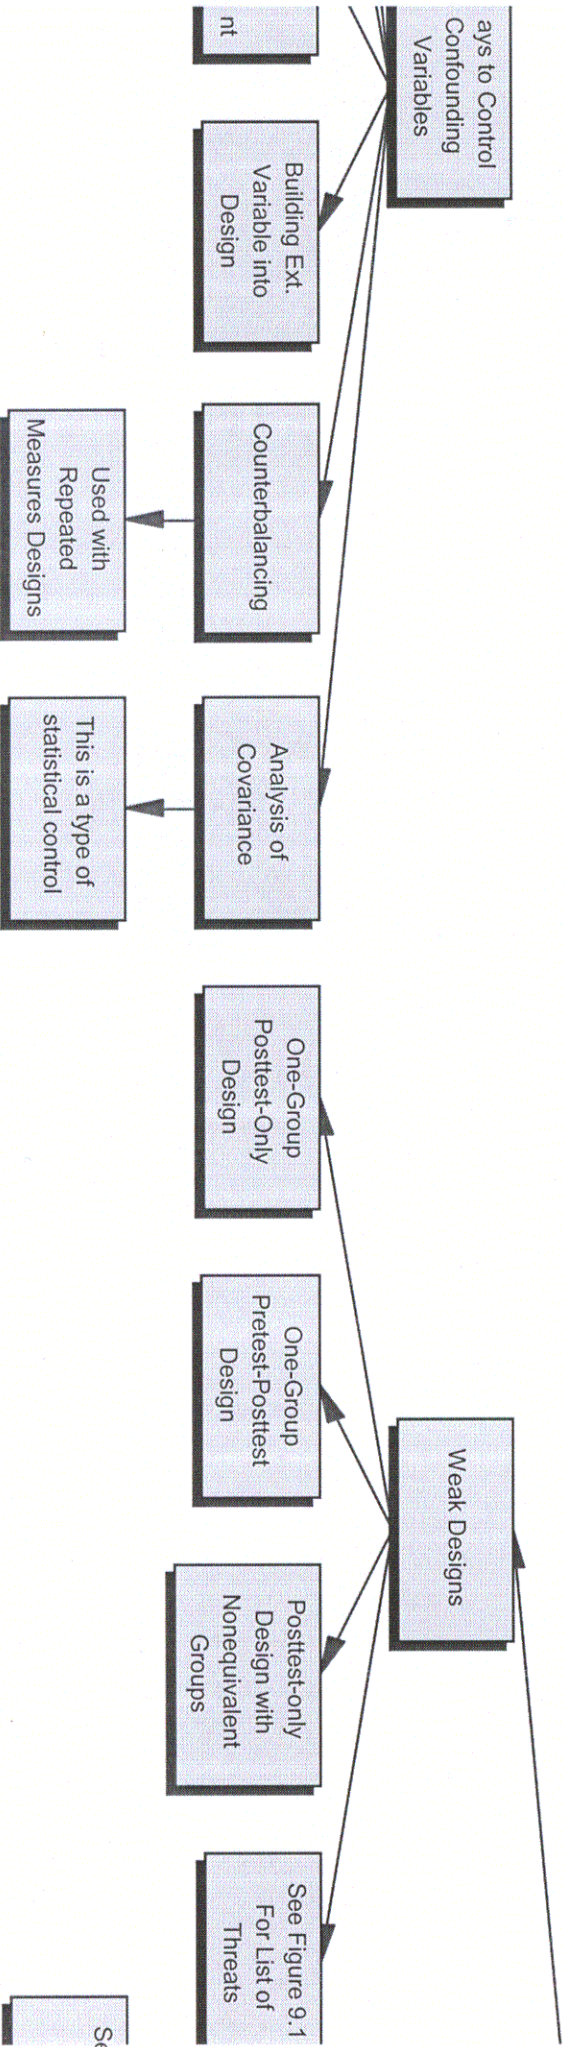 ays to Control
Confounding
Variables
nt
Building Ext.
Variable into
Design
Counterbalancing
Used with
Repeated
Measures Designs
Analysis of
Covariance
This is a type of
statistical control
Weak Designs
One-Group
Posttest-Only
Design
One-Group
Pretest-Posttest
Design
Posttest-only
Design with
Nonequivalent
Groups
See Figure 9.1
For List of
Threats
Se